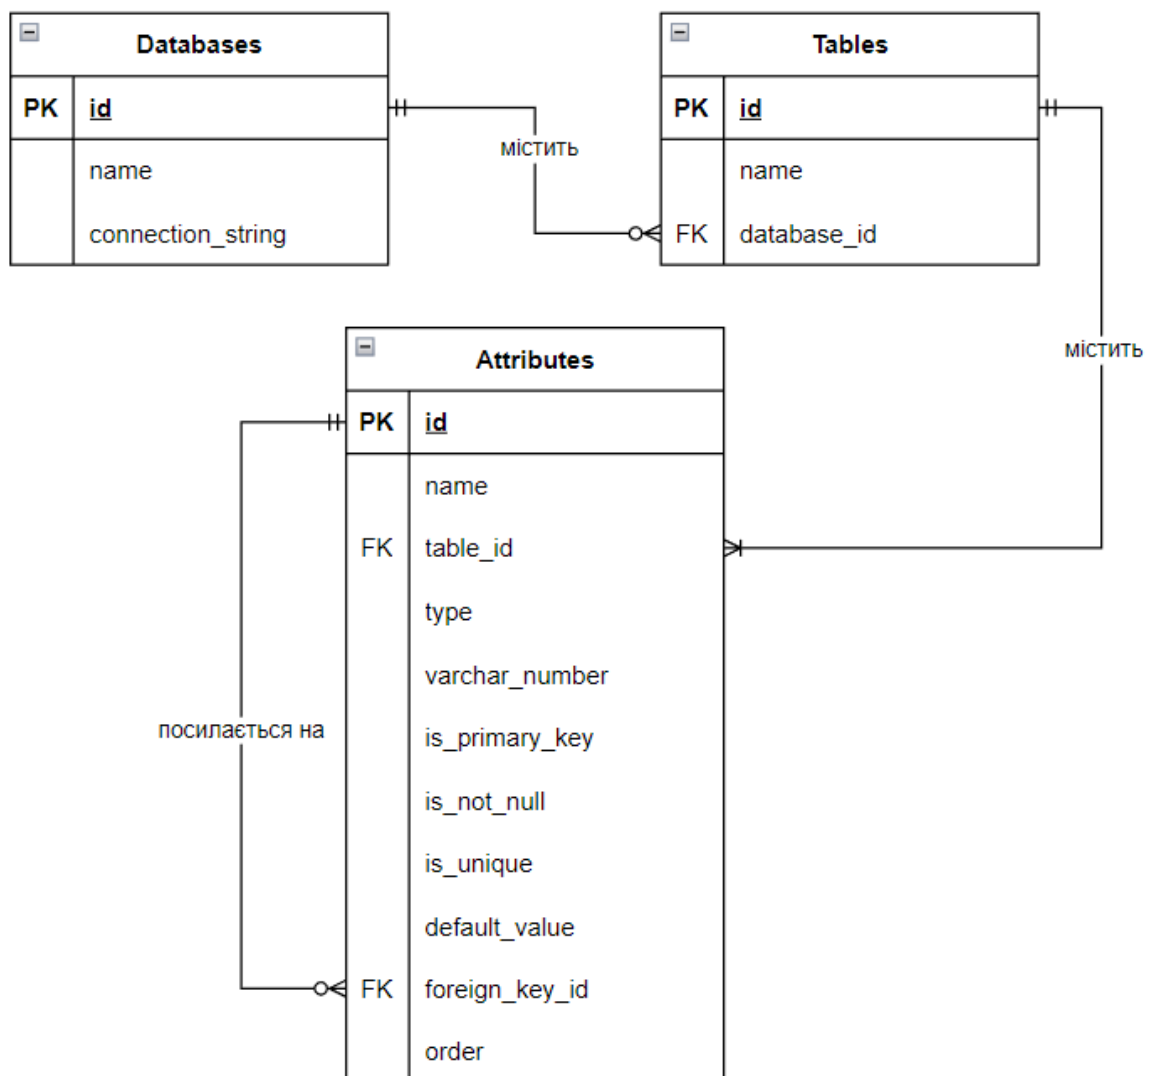 Databases
PK id
name
connection_string
містить
Tables
PK id
name
FK database_id
містить
Attributes
PK id
name
FK table_id
type
varchar_number
is_primary_key
is_not_null
is_unique
default_value
FK foreign_key_id
order
посилається на